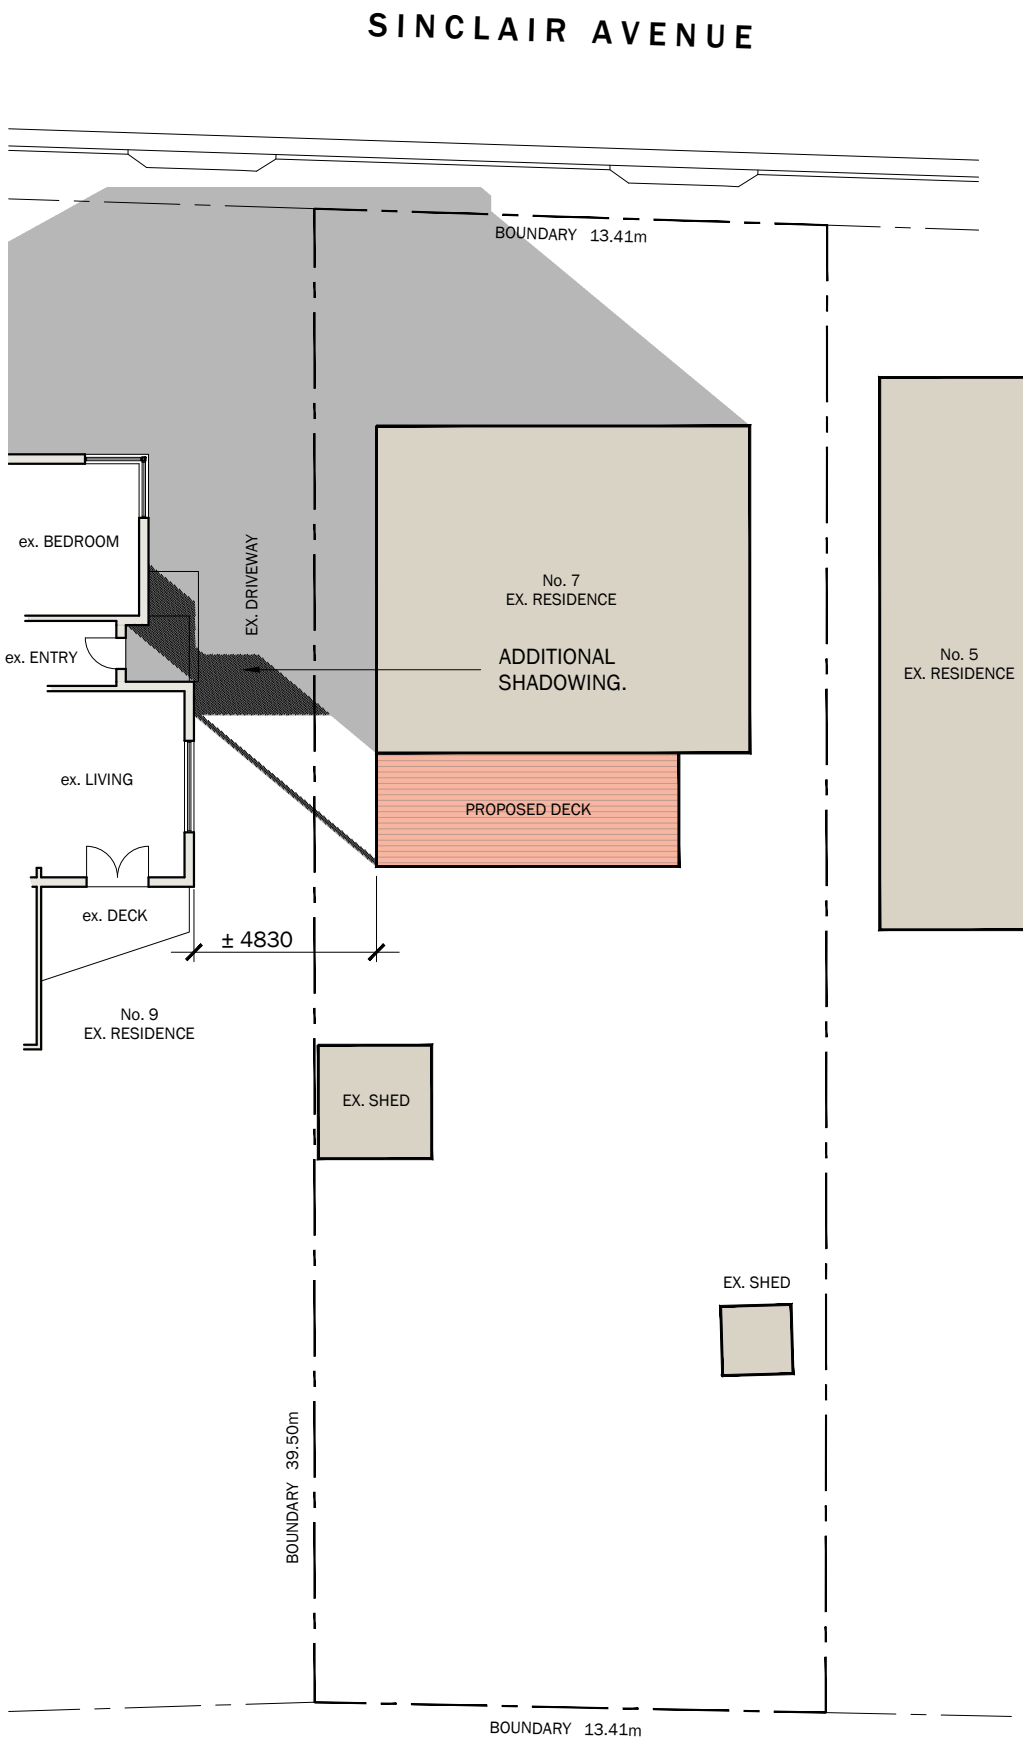 SINCLAIR AVENUE
BOUNDARY 13.41m
ex. BEDROOM
EX. DRIVEWAY
No. 7
EX. RESIDENCE
ex. ENTRY
ADDITIONAL
SHADOWING.
No. 5
EX. RESIDENCE
ex. LIVING
PROPOSED DECK
ex. DECK
± 4830
No. 9
EX. RESIDENCE
EX. SHED
EX. SHED
BOUNDARY 39.50m
BOUNDARY 13.41m